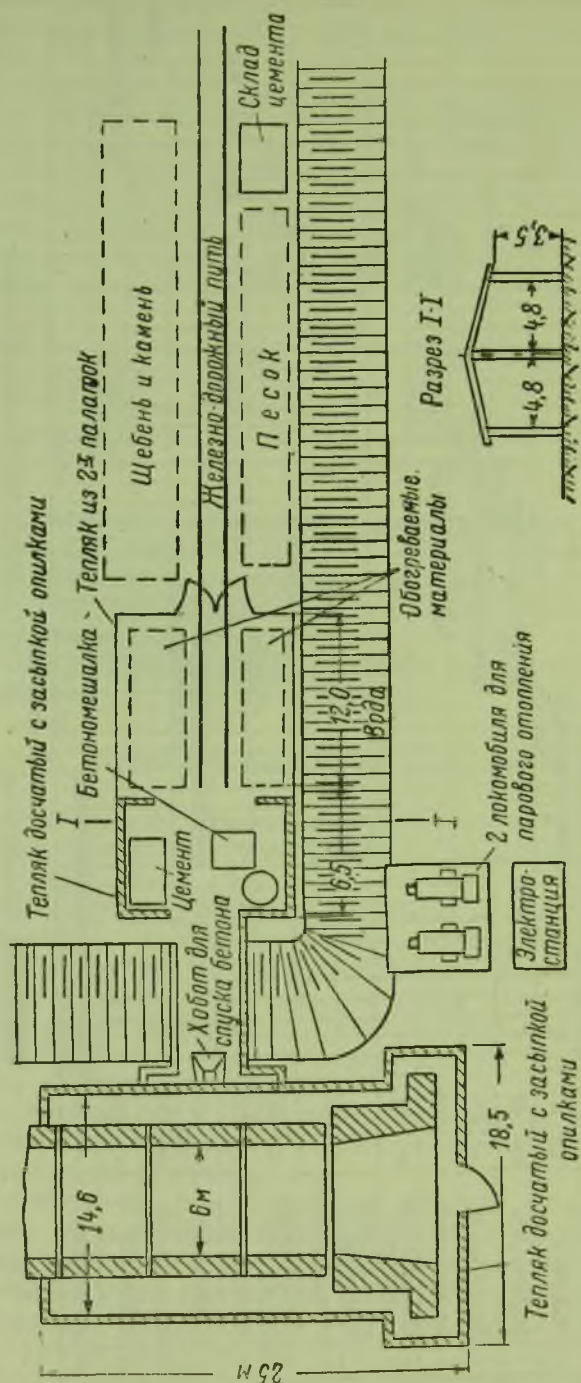 Тепляк досчатый с засыпкой опилками
Бетономешалка
Тепляк из 2х палаток
Щебень и камень
Железно-дорожный путь
Песок
Склад
цемента
I
Цемент
Хобот для
спуска бетона
6,5
12,0
Вода
Обогреваемые
материалы
I
2 локомобиля для
парового отопления
Электро-
станция
Разрез I-I
4,8
4,8
3,5
14,6
6м
25 м
18,5
Тепляк досчатый с засыпкой
опилками